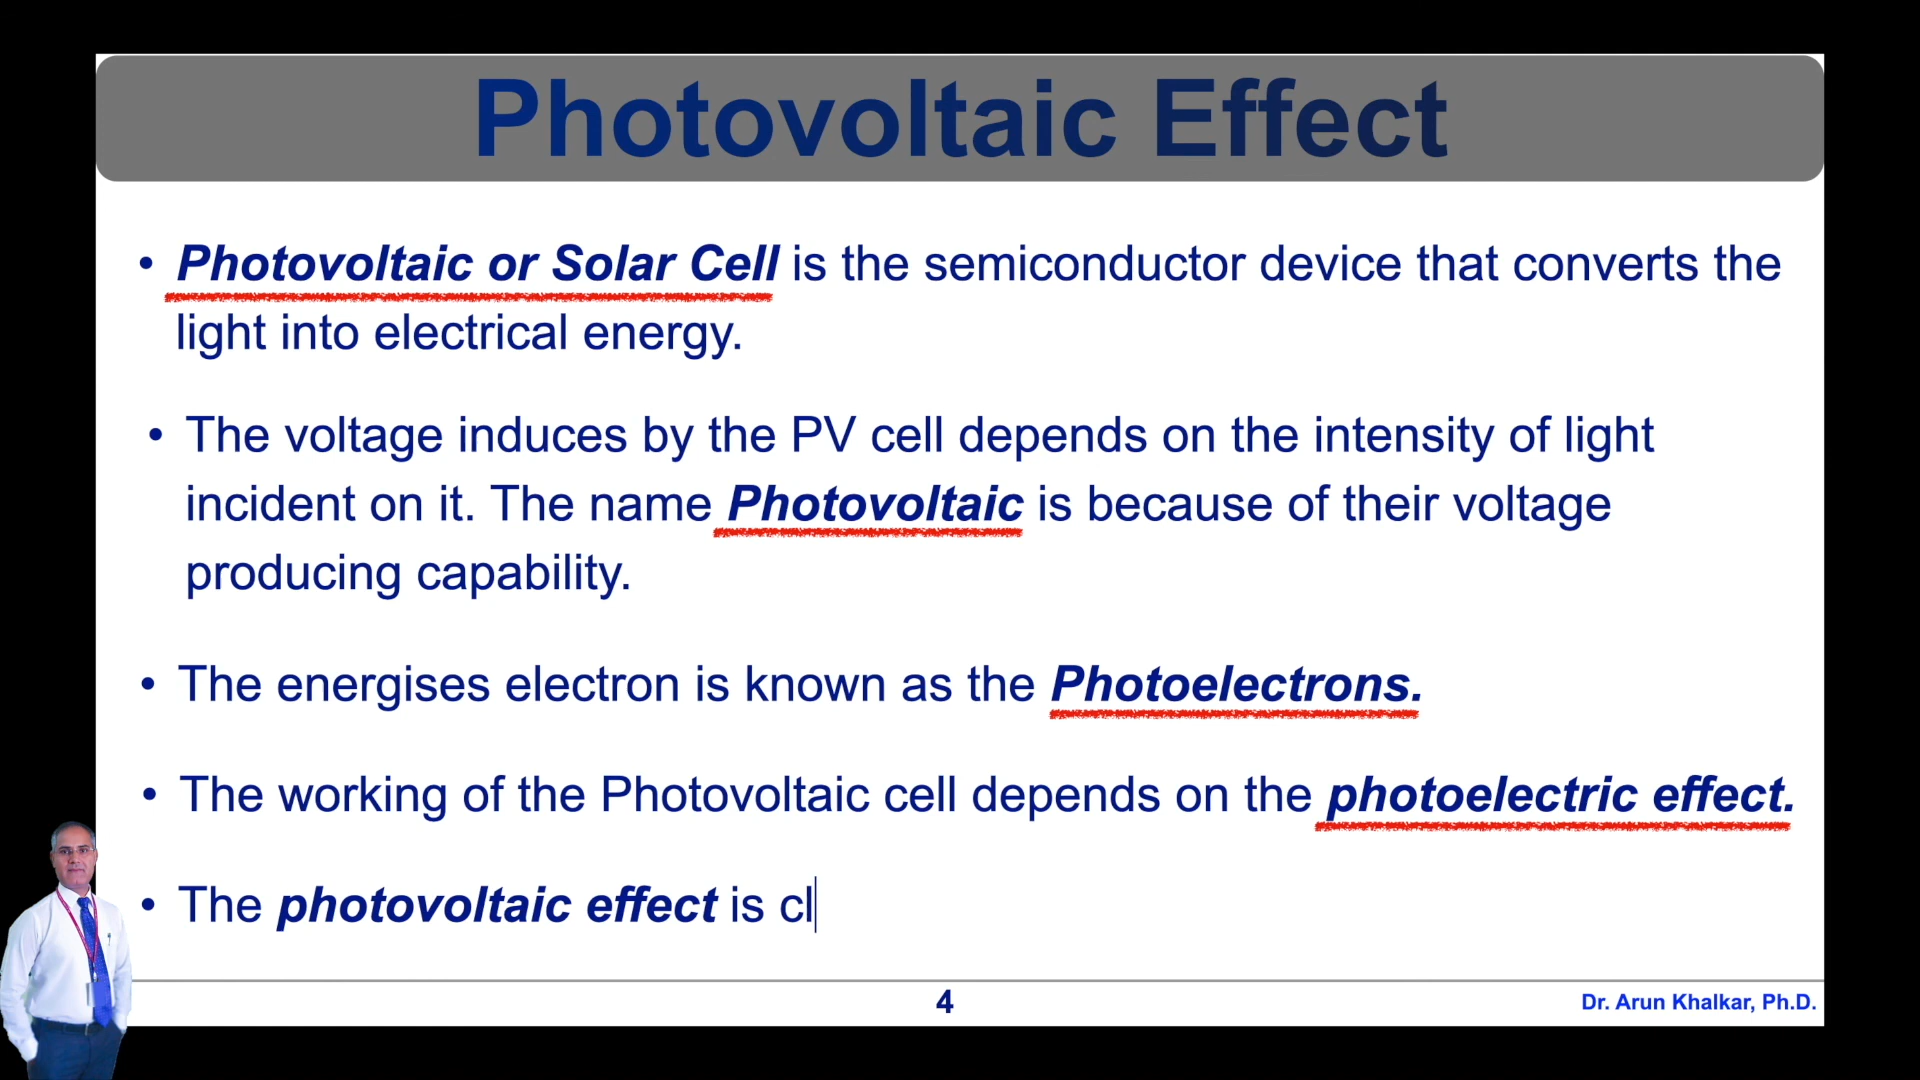 Photovoltaic Effect
• Photovoltaic or Solar Cell is the semiconductor device that converts the
light into electrical energy.
• The voltage induces by the PV cell depends on the intensity of light
incident on it. The name Photovoltaic is because of their voltage
producing capability.
• The energises electron is known as the Photoelectrons.
• The working of the Photovoltaic cell depends on the photoelectric effect.
• The photovoltaic effect is cl
4
Dr. Arun Khalkar, Ph.D.